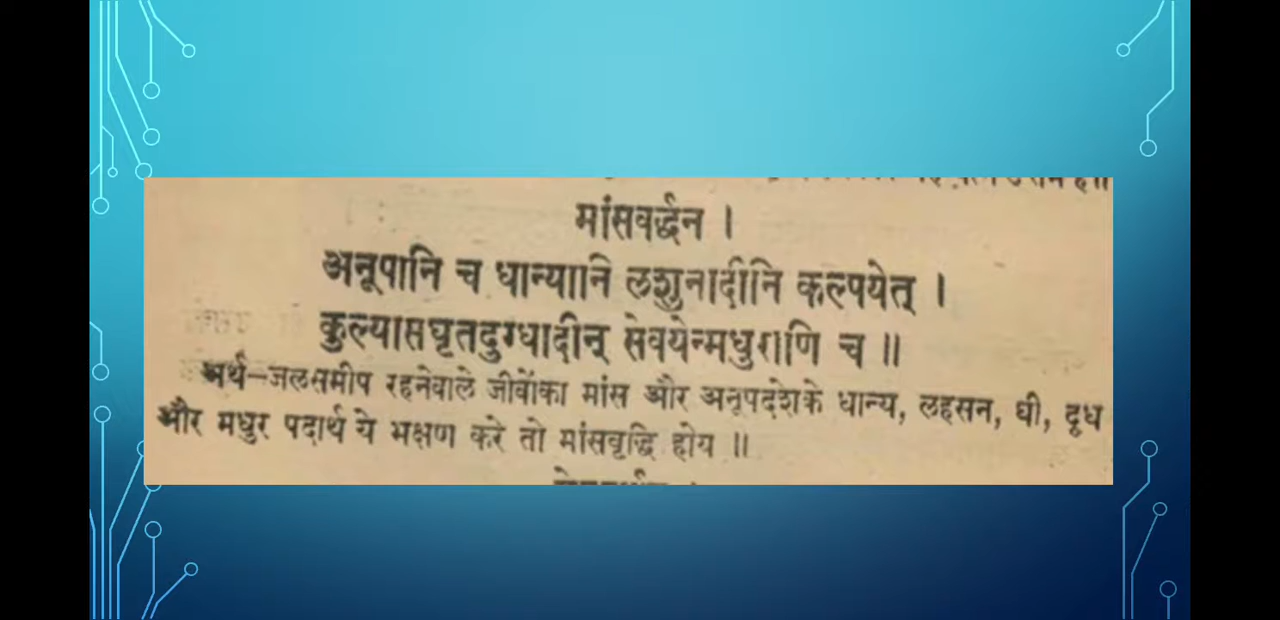 मांसवर्द्धन ।
अनूपानि च धान्यानि लशुनादीनि कल्पयेत् ।
कुल्यासघृतदुग्धादीन् सेवयेन्मधुराणि च ॥
अर्थ—जलसमीप रहनेवाले जीवोंका मांस और अनूपदेशके धान्य, लहसन, घी, दूध
और मधुर पदार्थ ये भक्षण करे तो मांसवृद्धि होय ॥